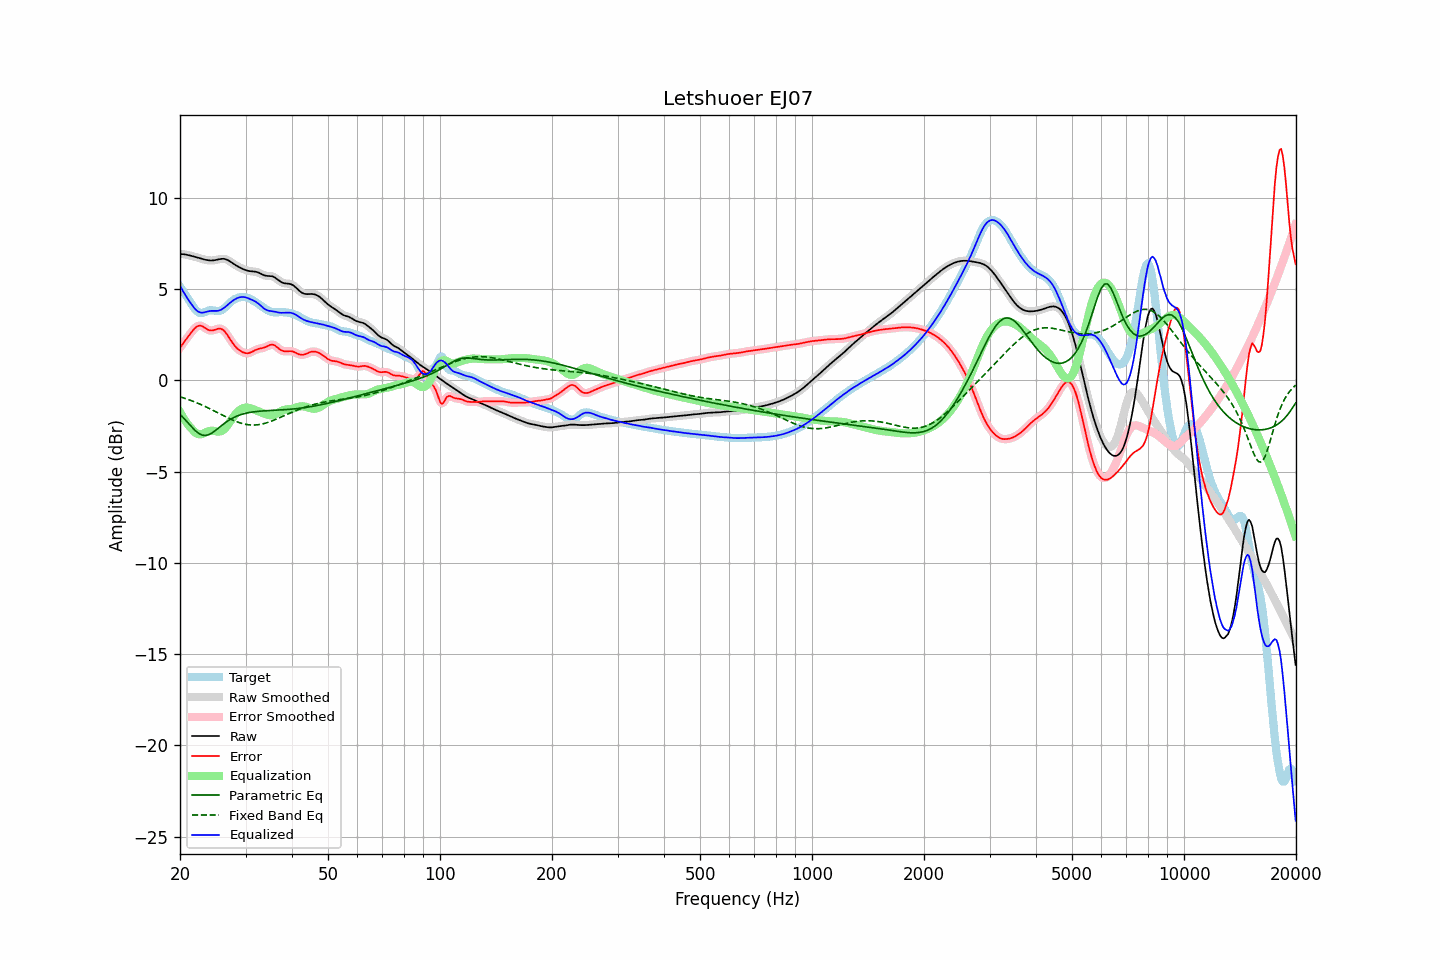 Letshuoer EJ07
Amplitude (dBr)
10
5
0
−5
−10
−15
−20
−25
Target
Raw Smoothed
Error Smoothed
Raw
Error
Equalization
Parametric Eq
Fixed Band Eq
Equalized
20 50 100 200 500 1000 2000 5000 10000 20000
Frequency (Hz)